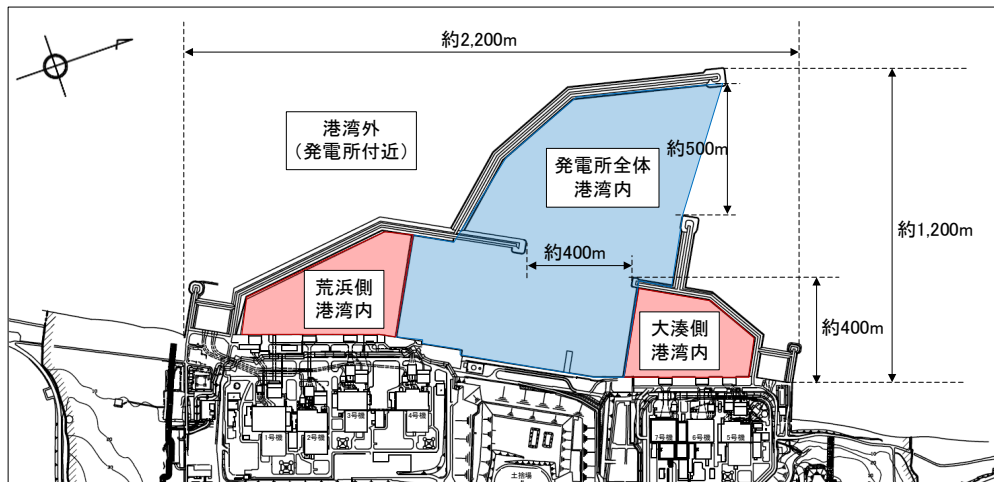 約2,200m
港湾外
（発電所付近）
約500m
発電所全体
港湾内
約1,200m
約400m
荒浜側
港湾内
大湊側
港湾内
約400m
1号機
2号機
3号機
4号機
7号機
6号機
5号機
土捨場